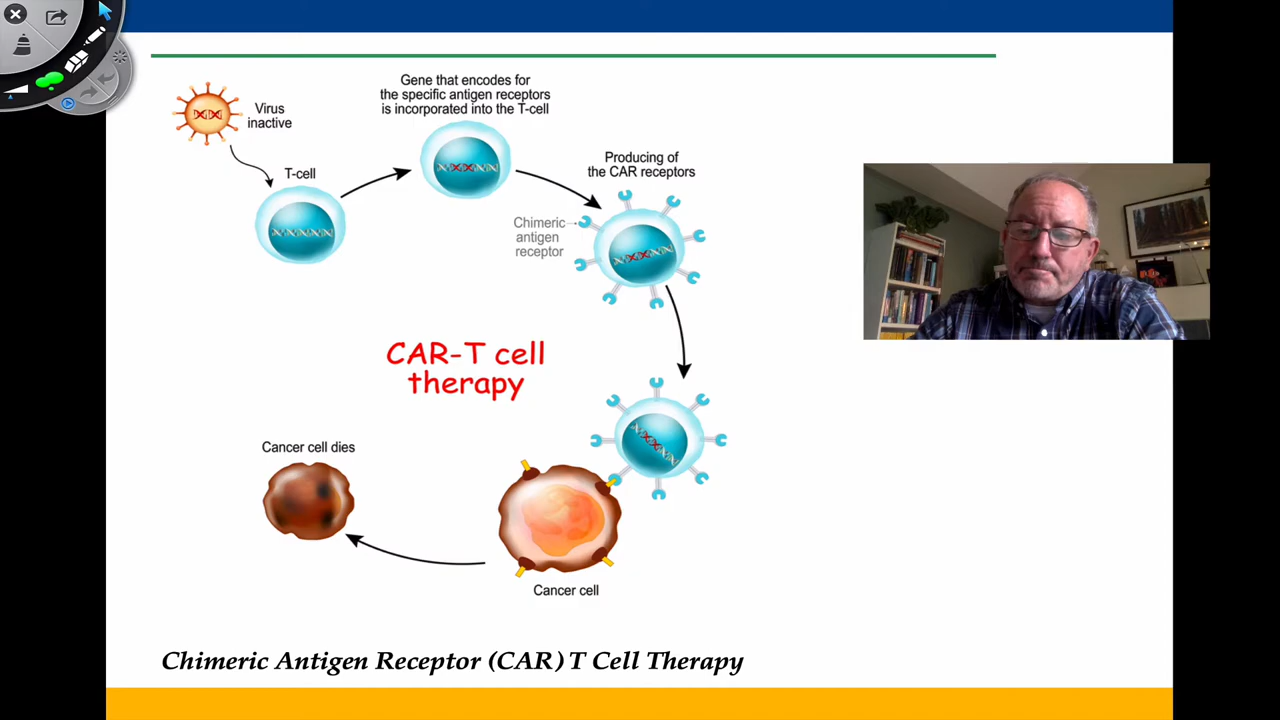 Gene that encodes for
the specific antigen receptors
is incorporated into the T-cell
Virus
inactive
T-cell
Producing of
the CAR receptors
Chimeric
antigen
receptor
CAR-T cell
therapy
Cancer cell dies
Cancer cell
Chimeric Antigen Receptor (CAR) T Cell Therapy